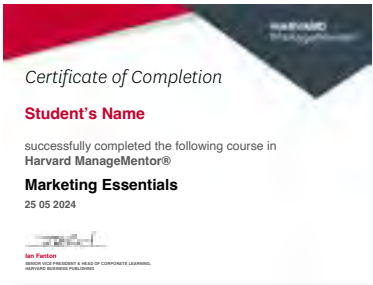 HARVARD
ManageMentor®
Certificate of Completion
Student's Name
successfully completed the following course in
Harvard ManageMentor®
Marketing Essentials
25 05 2024
Ian Fanton
SENIOR VICE PRESIDENT & HEAD OF CORPORATE LEARNING,
HARVARD BUSINESS PUBLISHING